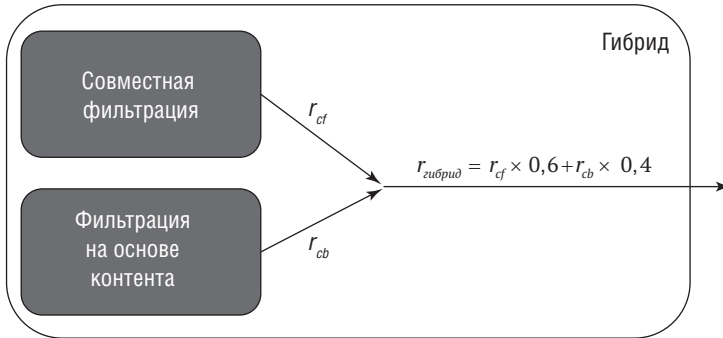 Гибрид
Совместная
фильтрация
r_cf
r_гибрид = r_cf × 0,6+r_cb × 0,4
Фильтрация
на основе
контента
r_cb